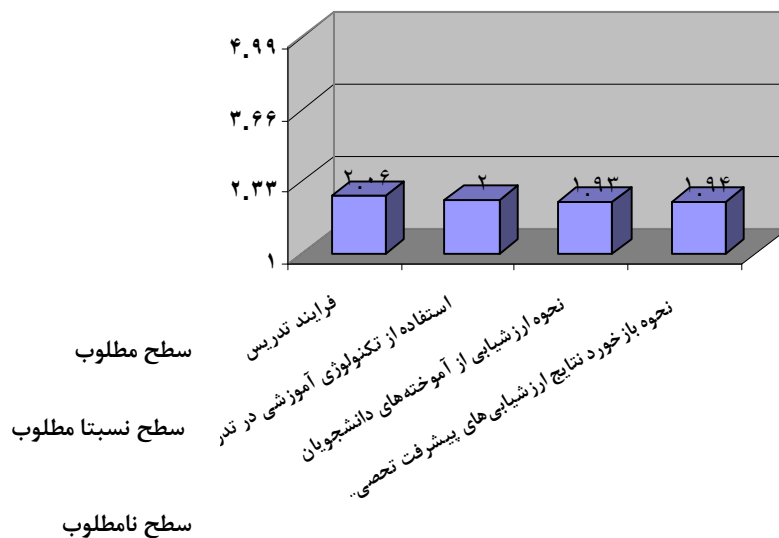 ۴.۹۹
۳.۶۶
۲.۳۳
۱
۲.۰۶
۲
۱.۹۳
۱.۹۴
فرایند تدریس
استفاده از تکنولوژی آموزشی در تدر
نحوه ارزشیابی از آموخته‌های دانشجویان
نحوه بازخورد نتایج ارزشیابی‌های پیشرفت تحصی..
سطح مطلوب
سطح نسبتا مطلوب
سطح نامطلوب